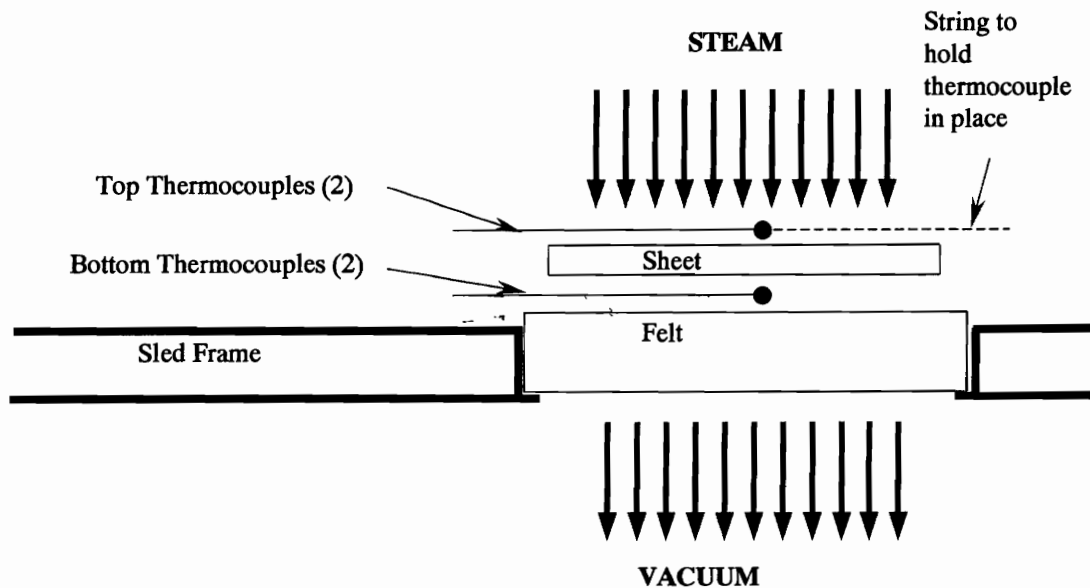 STEAM
String to
hold
thermocouple
in place
Top Thermocouples (2)
Sheet
Bottom Thermocouples (2)
Felt
Sled Frame
VACUUM